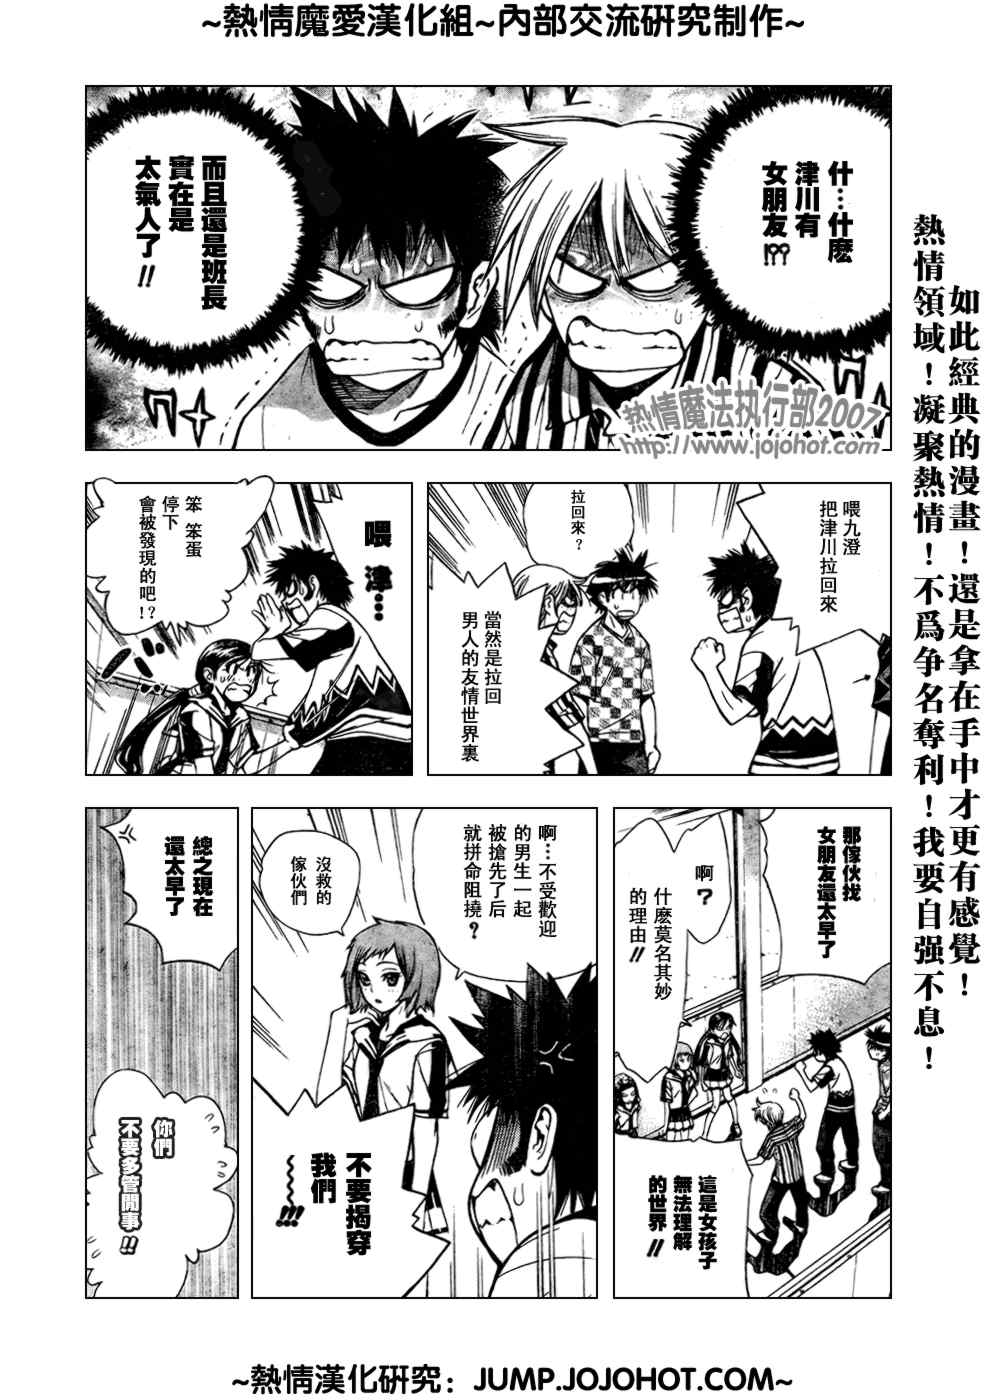 ~熱情魔愛漢化組~內部交流研究制作~
什…什麽
津川有
女朋友!??
而且還是班長
實在是
太氣人了!!
熱情魔法执行部2007
http://www.jojohot.com
如此經典的漫畫！還是拿在手中才更有感覺！
熱情領域！凝聚熱情！不爲争名奪利！我要自强不息！
喂九澄
把津川拉回來
拉回來？
當然是拉回
男人的友情世界裏
喂 津…
笨 笨蛋
停下
會被發現的吧!?
那傢伙找
女朋友還太早了
啊？
什麽莫名其妙
的理由!!
這是女孩子
無法理解
的世界!!
啊…不受歡迎
的男生一起
被搶先了后
就拼命阻撓？
沒救的
傢伙們
不要揭穿
我們
~~~!!!
總之現在
還太早了
你們
不要多管閒事!!
~熱情漢化研究：JUMP.JOJOHOT.COM~